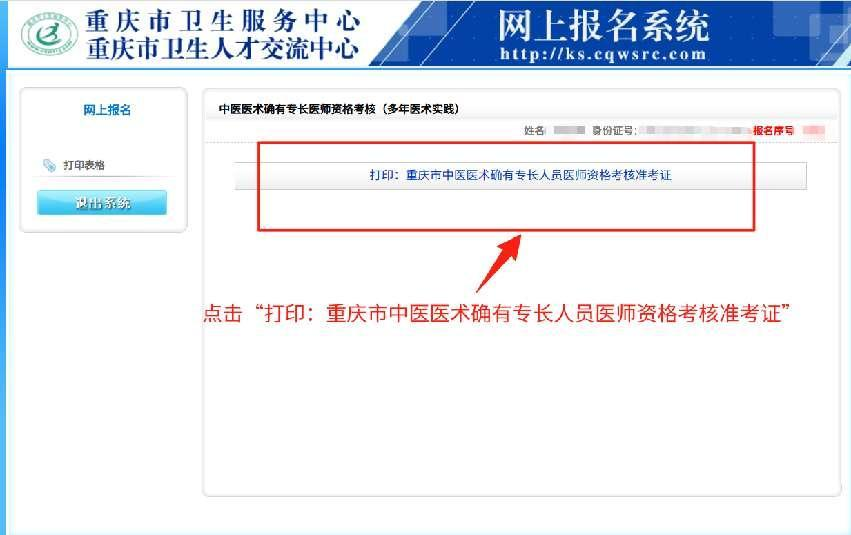 重庆市卫生服务中心
重庆市卫生人才交流中心
网上报名系统
http://ks.cqwsrc.com
网上报名
打印表格
退出系统
中医医术确有专长医师资格考核（多年医术实践）
姓名 身份证号： 报名序号
打印：重庆市中医医术确有专长人员医师资格考核准考证
点击“打印：重庆市中医医术确有专长人员医师资格考核准考证”